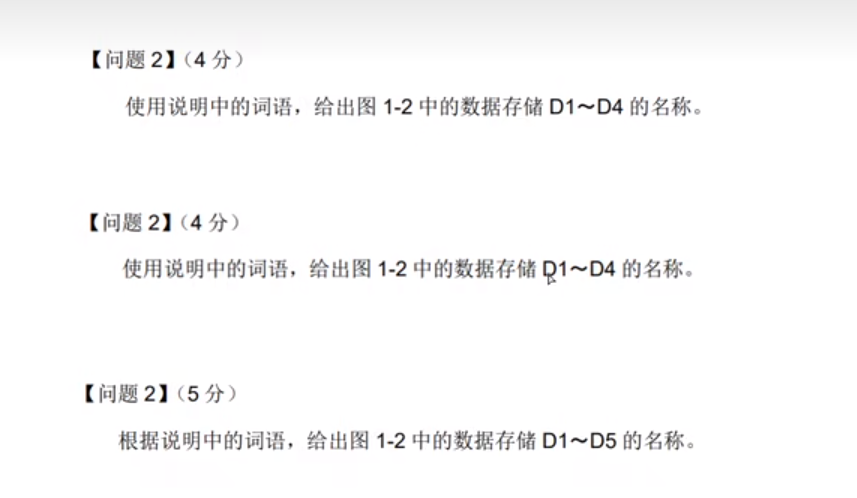 【问题 2】（4 分）
使用说明中的词语，给出图 1-2 中的数据存储 D1～D4 的名称。
【问题 2】（4 分）
使用说明中的词语，给出图 1-2 中的数据存储 D1～D4 的名称。
【问题 2】（5 分）
根据说明中的词语，给出图 1-2 中的数据存储 D1～D5 的名称。